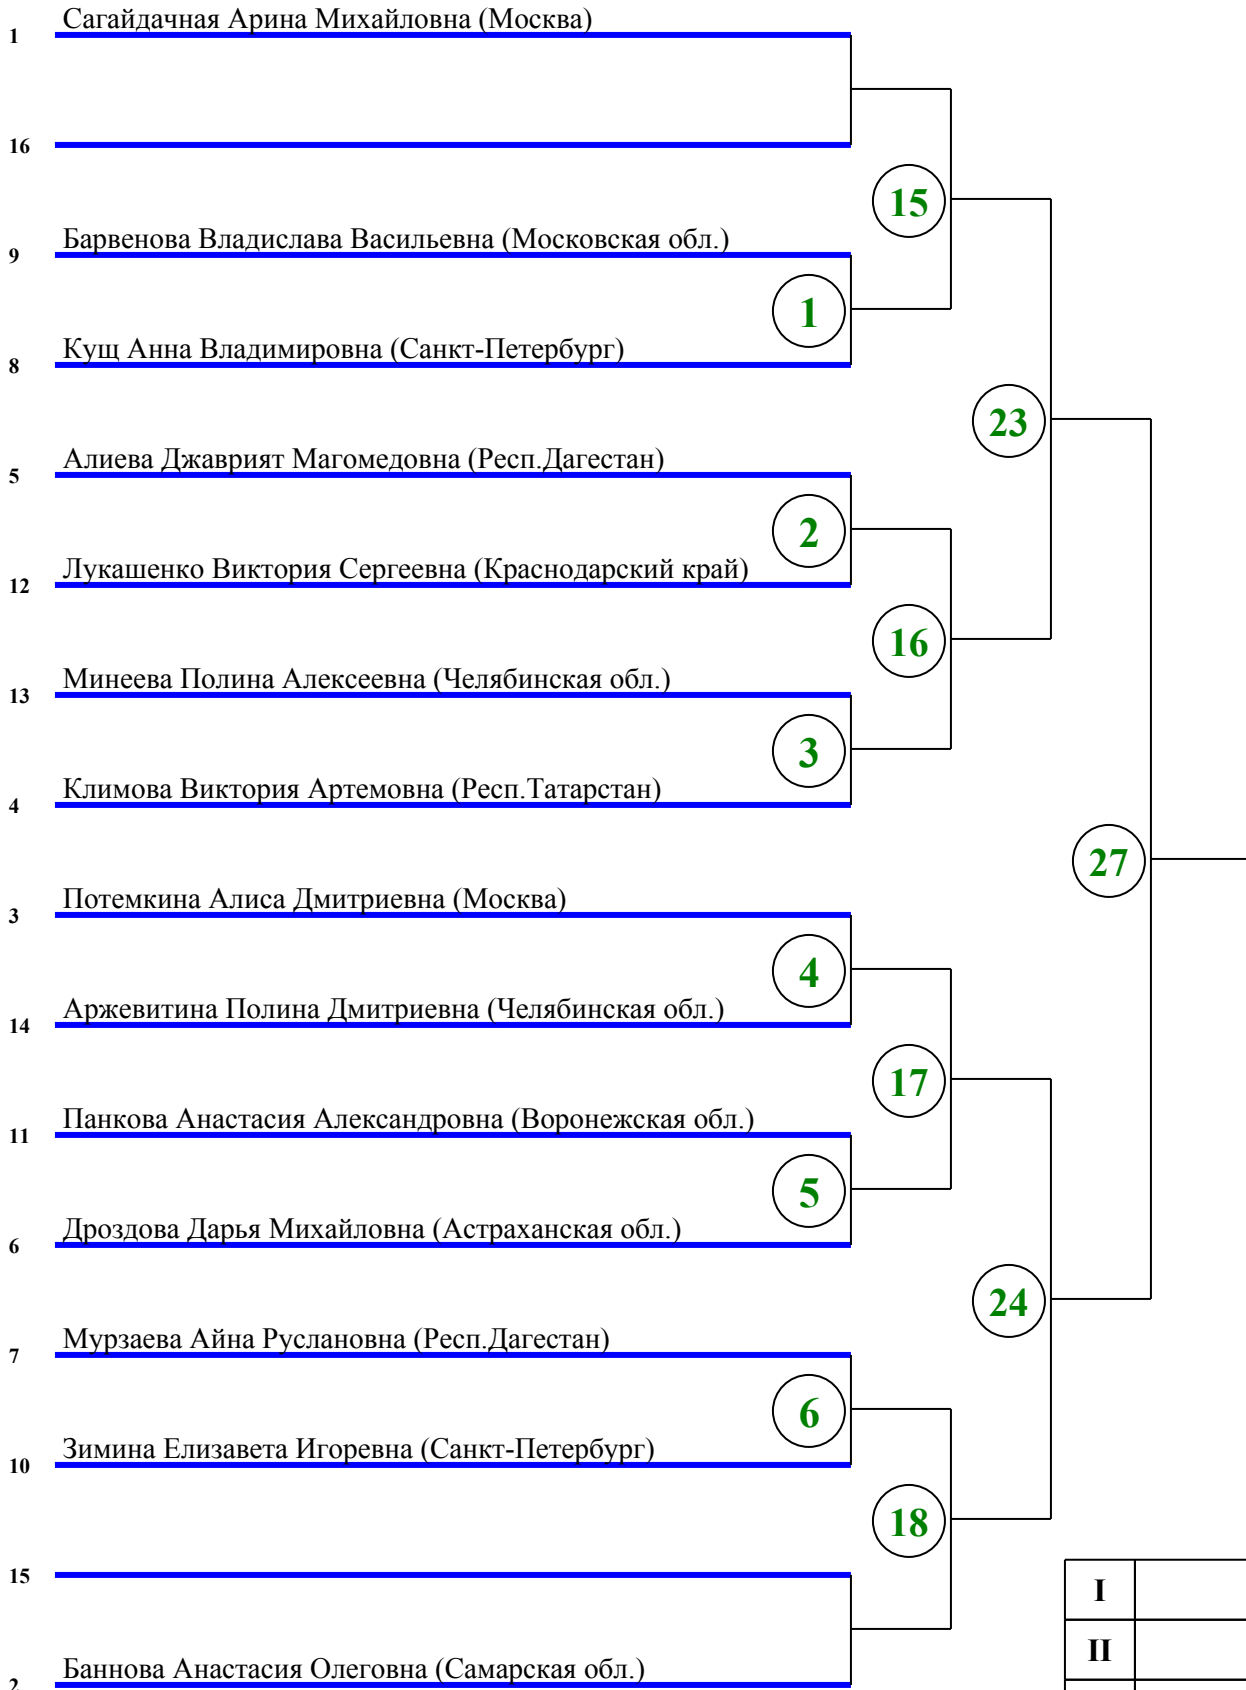 Сагайдачная Арина Михайловна (Москва)
1
16
15
Барвенова Владислава Васильевна (Московская обл.)
9
1
Кущ Анна Владимировна (Санкт-Петербург)
8
23
Алиева Джаврият Магомедовна (Респ.Дагестан)
5
2
Лукашенко Виктория Сергеевна (Краснодарский край)
12
16
Минеева Полина Алексеевна (Челябинская обл.)
13
3
Климова Виктория Артемовна (Респ.Татарстан)
4
27
Потемкина Алиса Дмитриевна (Москва)
3
4
Аржевитина Полина Дмитриевна (Челябинская обл.)
14
17
Панкова Анастасия Александровна (Воронежская обл.)
11
5
Дроздова Дарья Михайловна (Астраханская обл.)
6
24
Мурзаева Айна Руслановна (Респ.Дагестан)
7
6
Зимина Елизавета Игоревна (Санкт-Петербург)
10
18
15
I
II
Баннова Анастасия Олеговна (Самарская обл.)
2